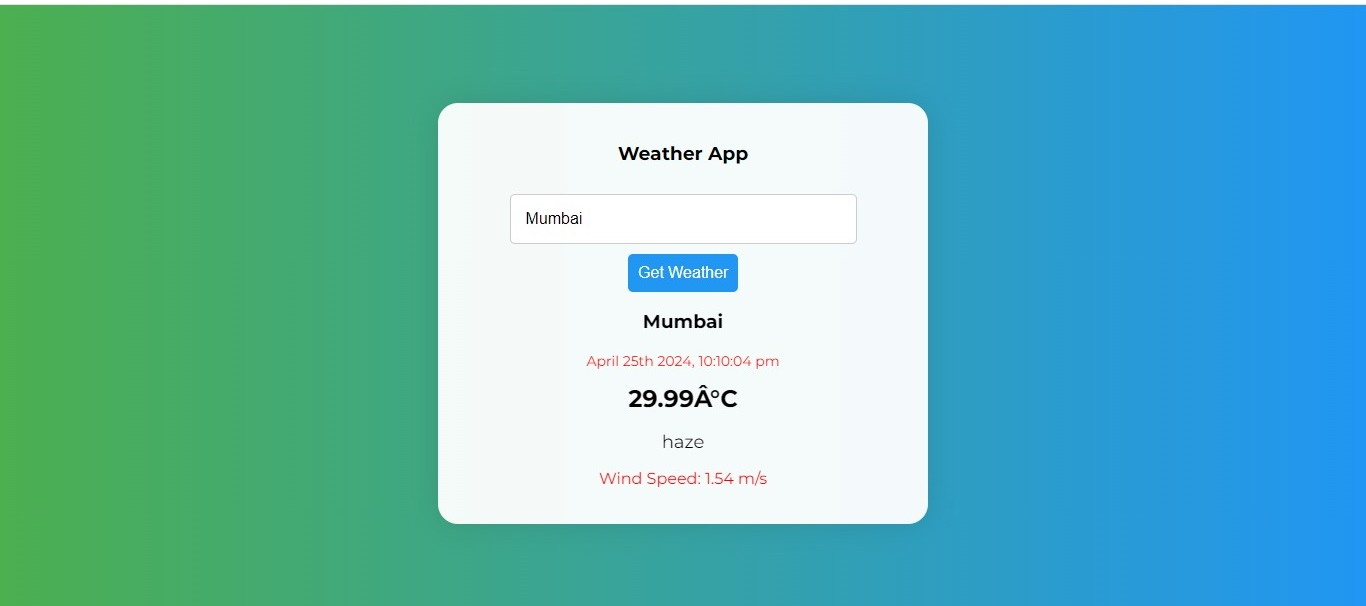 Weather App
Mumbai
Get Weather
Mumbai
April 25th 2024, 10:10:04 pm
29.99Â°C
haze
Wind Speed: 1.54 m/s